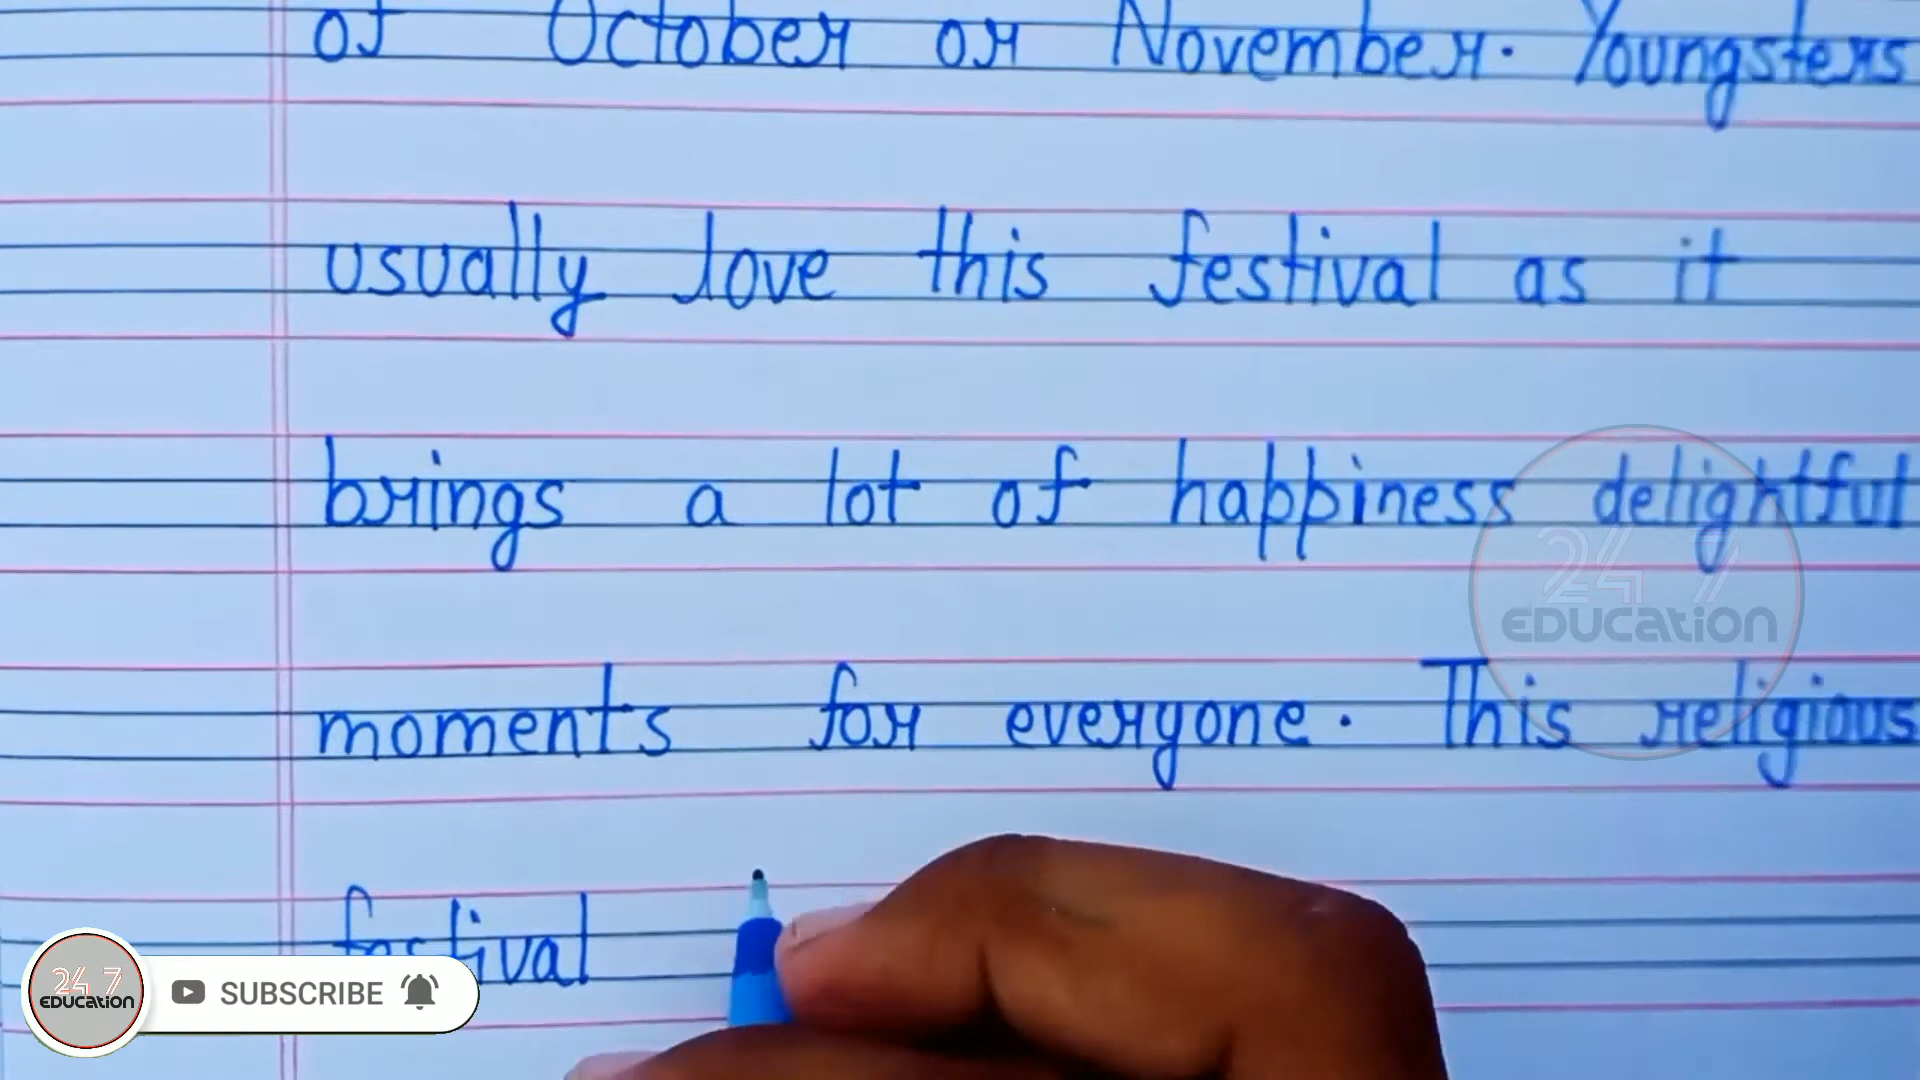 of October or November. Youngsters
usually love this festival as it
brings a lot of happiness delightful
moments for everyone. This religious
festival
24 7
EDUCATION
24 7
EDUCATION
SUBSCRIBE